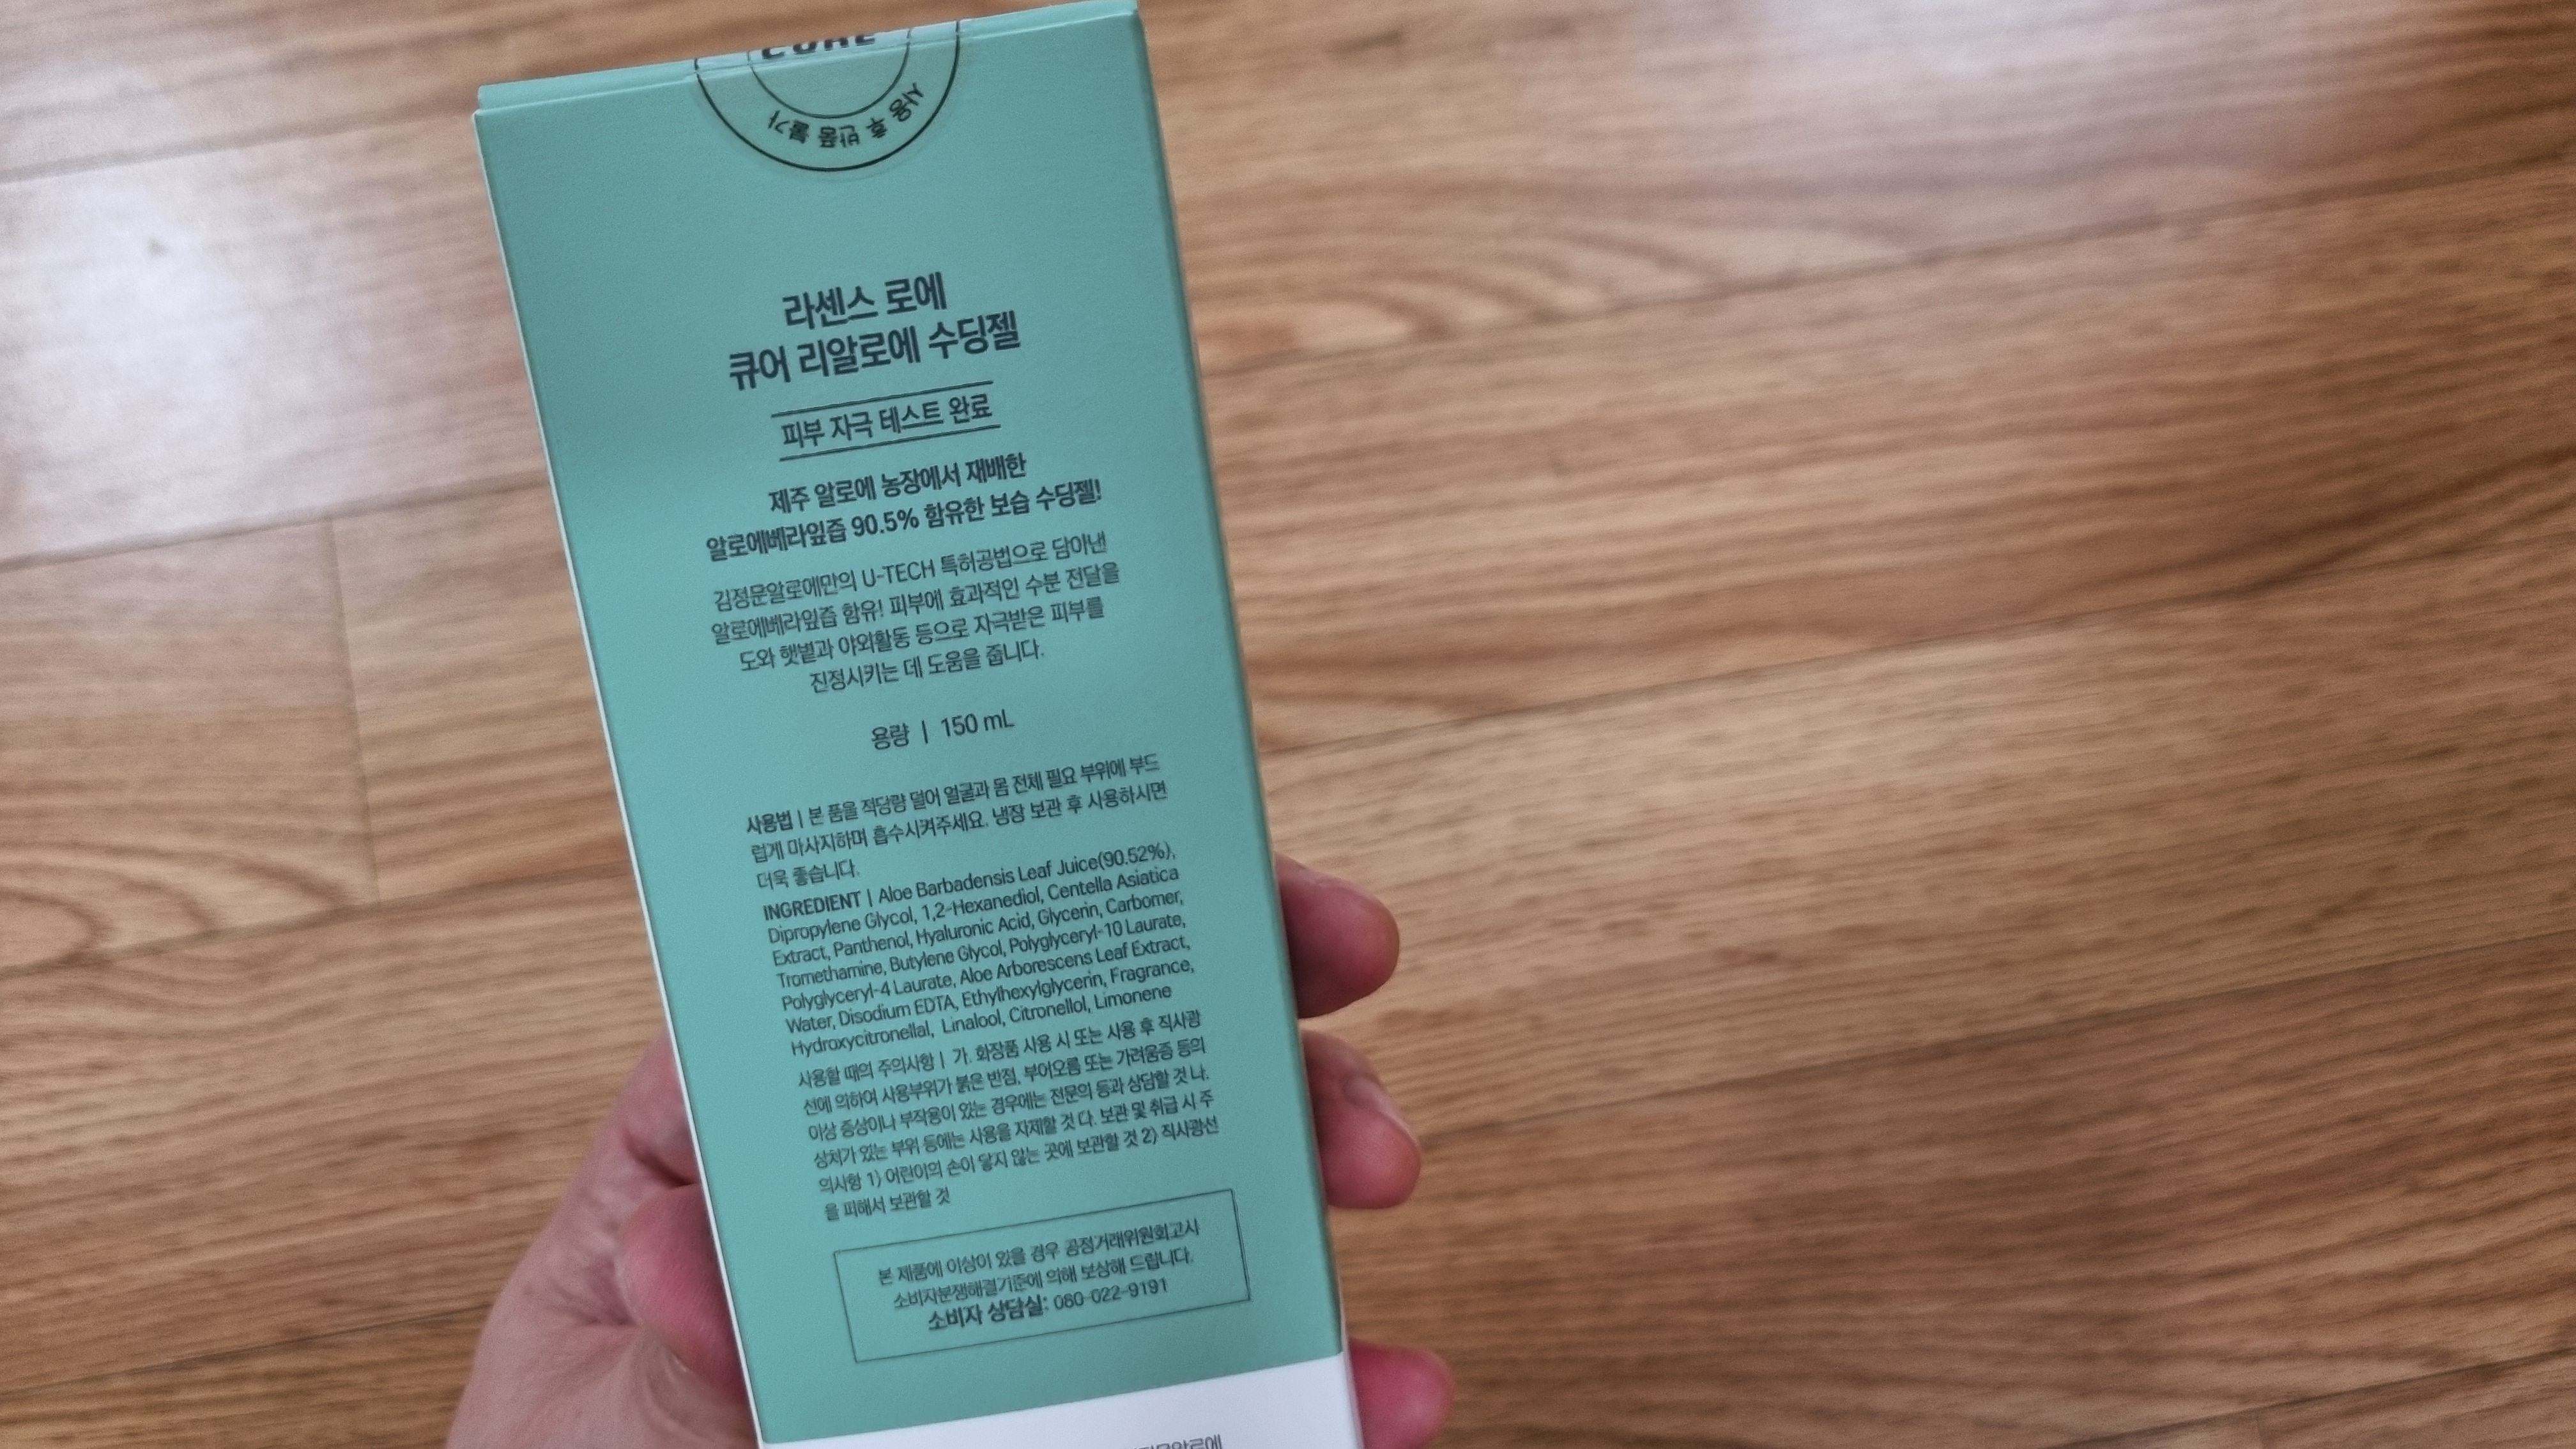 CURE
사용 후 반품 불가
라센스 로에
큐어 리얼로에 수딩젤
피부 자극 테스트 완료
제주 알로에 농장에서 재배한
알로에베라잎즙 90.5% 함유한 보습 수딩젤!
김정문알로에만의 U-TECH 특허공법으로 담아낸
알로에베라잎즙 함유! 피부에 효과적인 수분 전달을
도와 햇볕과 야외활동 등으로 자극받은 피부를
진정시키는 데 도움을 줍니다.
용량 | 150 mL
사용법 | 본 품을 적당량 덜어 얼굴과 몸 전체 필요 부위에 부드
럽게 마사지하며 흡수시켜주세요. 냉장 보관 후 사용하시면
더욱 좋습니다.
INGREDIENT | Aloe Barbadensis Leaf Juice(90.52%),
Dipropylene Glycol, 1,2-Hexanediol, Centella Asiatica
Extract, Panthenol, Hyaluronic Acid, Glycerin, Carbomer,
Tromethamine, Butylene Glycol, Polyglyceryl-10 Laurate,
Polyglyceryl-4 Laurate, Aloe Arborescens Leaf Extract,
Water, Disodium EDTA, Ethylhexylglycerin, Fragrance,
Hydroxycitronellal, Linalool, Citronellol, Limonene
사용할 때의 주의사항 | 가. 화장품 사용 시 또는 사용 후 직사광
선에 의하여 사용부위가 붉은 반점, 부어오름 또는 가려움증 등의
이상 증상이나 부작용이 있는 경우에는 전문의 등과 상담할 것 나.
상처가 있는 부위 등에는 사용을 자제할 것 다. 보관 및 취급 시 주
의사항 1) 어린이의 손이 닿지 않는 곳에 보관할 것 2) 직사광선
을 피해서 보관할 것
본 제품에 이상이 있을 경우 공정거래위원회고시
소비자분쟁해결기준에 의해 보상해 드립니다.
소비자 상담실: 080-022-9191